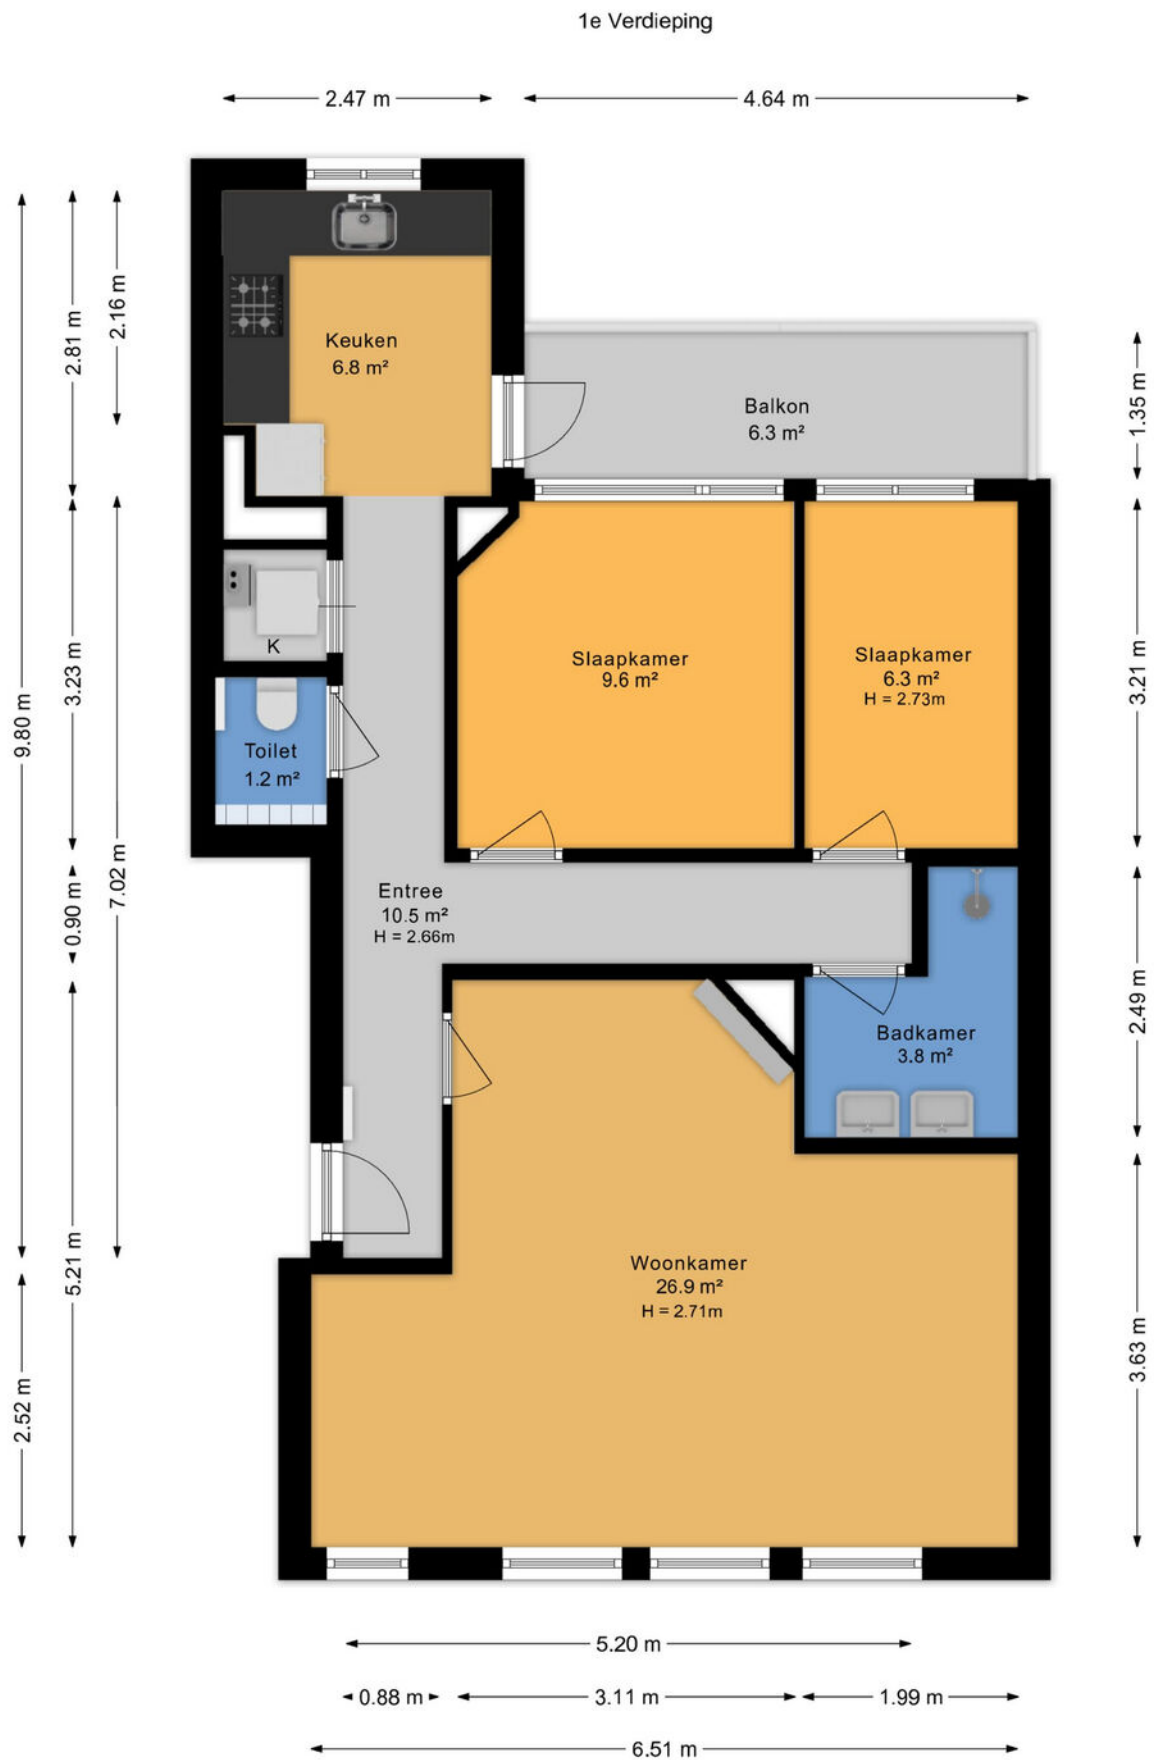 1e Verdieping
2.47 m
4.64 m
9.80 m
2.81 m
2.16 m
Keuken
6.8 m²
Balkon
6.3 m²
1.35 m
3.23 m
7.02 m
K
Toilet
1.2 m²
Slaapkamer
9.6 m²
Slaapkamer
6.3 m²
H = 2.73m
3.21 m
0.90 m
Entree
10.5 m²
H = 2.66m
Badkamer
3.8 m²
2.49 m
5.21 m
2.52 m
Woonkamer
26.9 m²
H = 2.71m
3.63 m
5.20 m
0.88 m
3.11 m
1.99 m
6.51 m